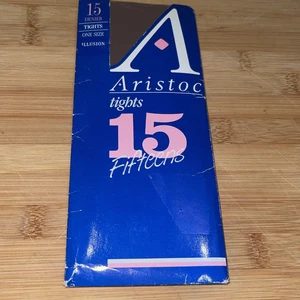 15
DENIER
TIGHTS
ONE SIZE
ILLUSION
A
Aristoc
tights
15
Fifteens